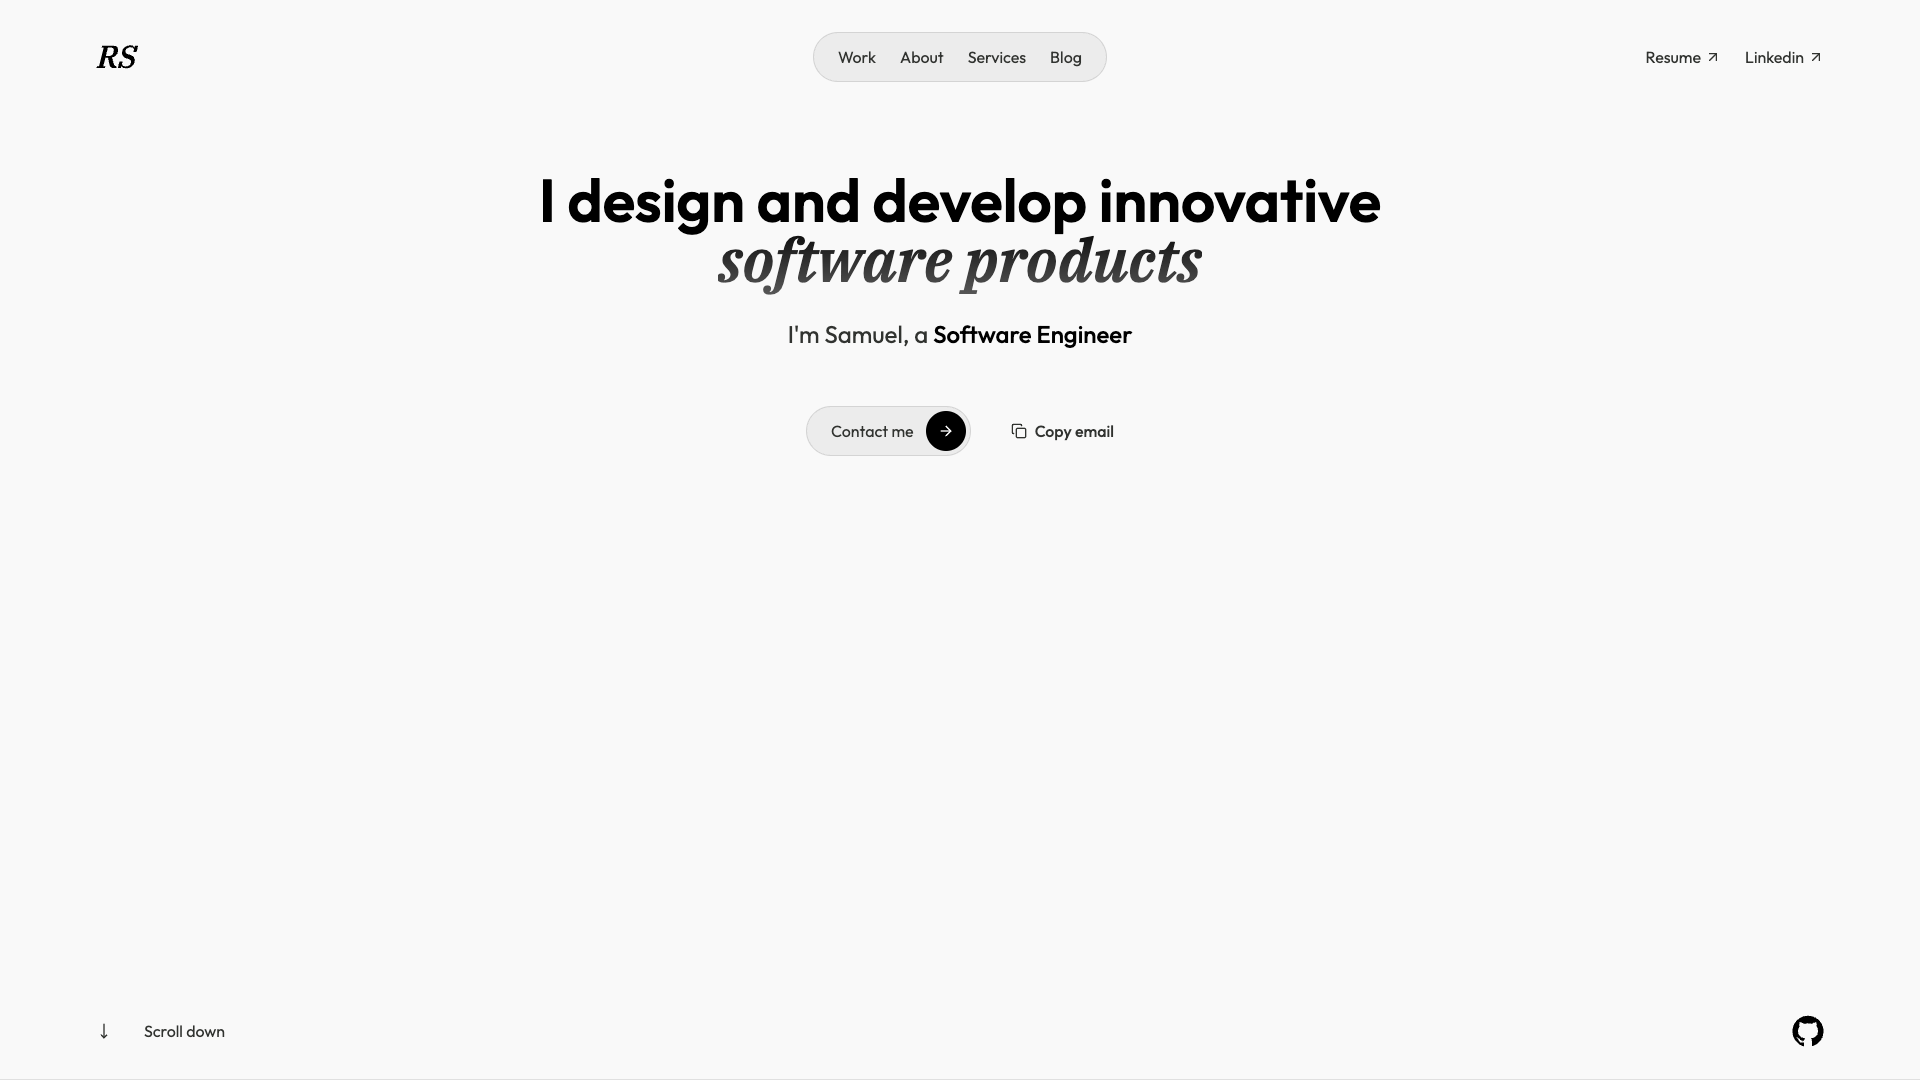 RS
Work About Services Blog
Resume Linkedin
I design and develop innovative
software products
I'm Samuel, a Software Engineer
Contact me
Copy email
Scroll down